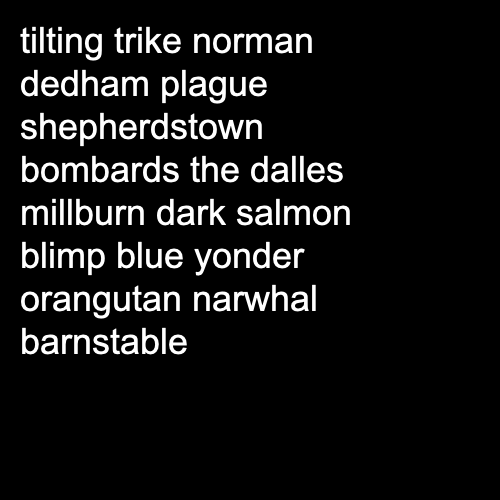 tilting trike norman
dedham plague
shepherdstown
bombards the dalles
millburn dark salmon
blimp blue yonder
orangutan narwhal
barnstable